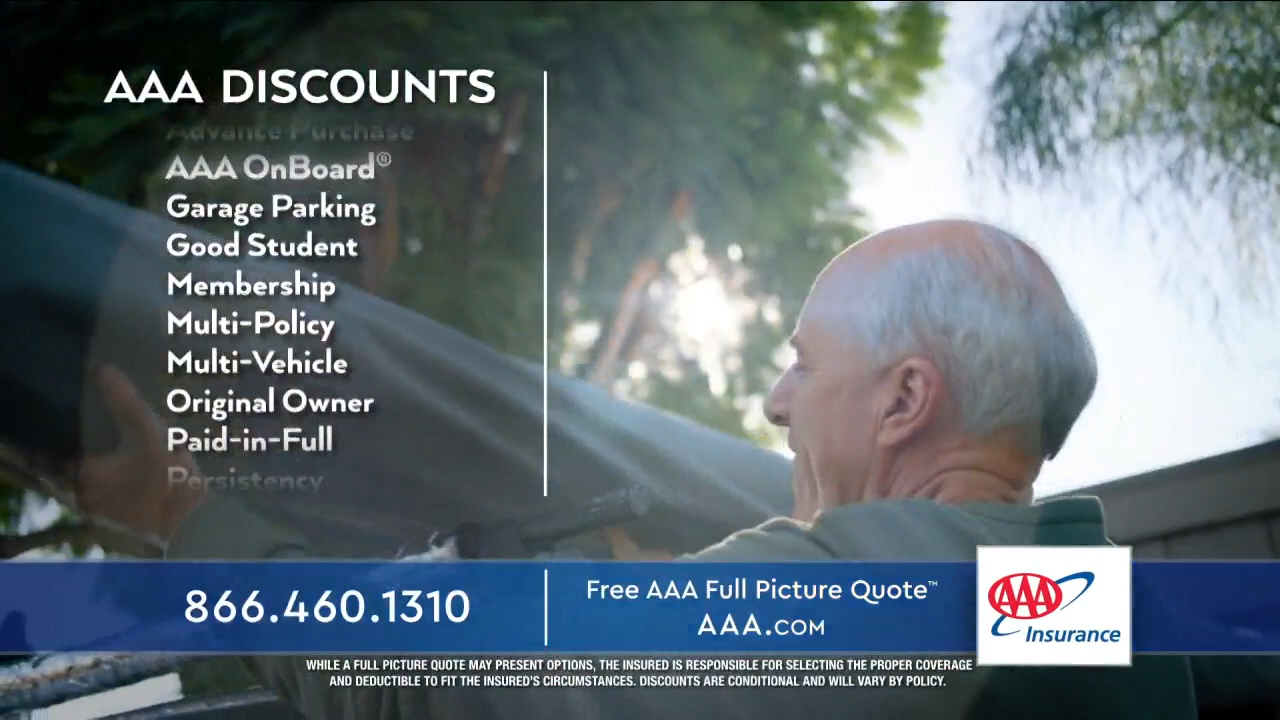 AAA DISCOUNTS
Advance Purchase
AAA OnBoard®
Garage Parking
Good Student
Membership
Multi-Policy
Multi-Vehicle
Original Owner
Paid-in-Full
Persistency
866.460.1310
Free AAA Full Picture Quote™
AAA.COM
AAA
Insurance
WHILE A FULL PICTURE QUOTE MAY PRESENT OPTIONS, THE INSURED IS RESPONSIBLE FOR SELECTING THE PROPER COVERAGE
AND DEDUCTIBLE TO FIT THE INSURED'S CIRCUMSTANCES. DISCOUNTS ARE CONDITIONAL AND WILL VARY BY POLICY.